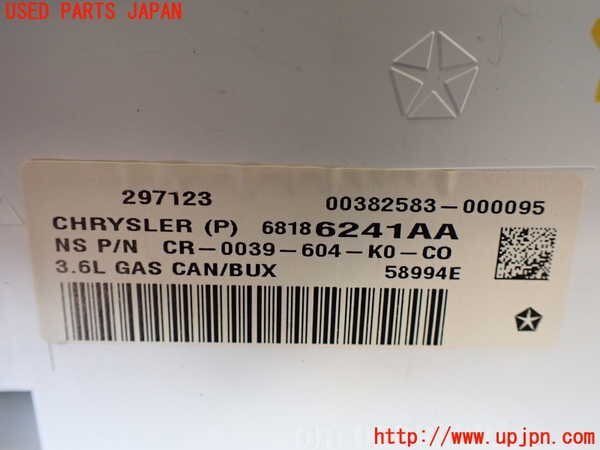 USED PARTS JAPAN
297123
00382583-000095
CHRYSLER (P) 68186241AA
NS P/N CR-0039-604-K0-CO
3.6L GAS CAN/BUX 58994E
http://www.upjpn.com/